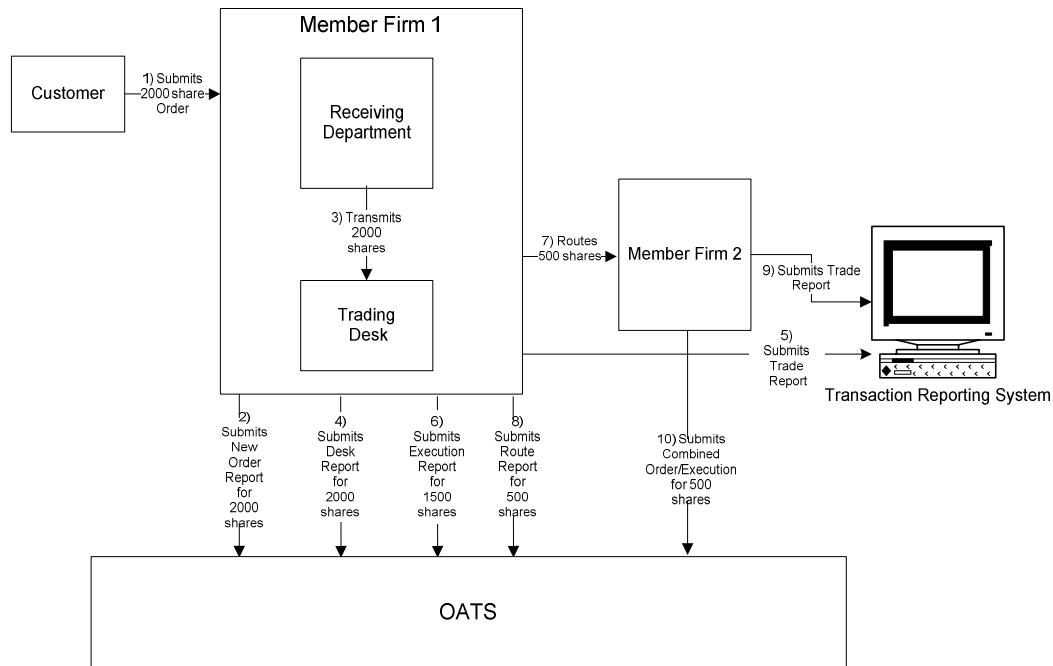 Member Firm 1
Customer
1) Submits
2000 share
Order
Receiving
Department
3) Transmits
2000
shares
Trading
Desk
7) Routes
500 shares
Member Firm 2
9) Submits Trade
Report
5)
Submits
Trade
Report
Transaction Reporting System
2)
Submits
New
Order
Report
for
2000
shares
4)
Submits
Desk
Report
for
2000
shares
6)
Submits
Execution
Report
for
1500
shares
8)
Submits
Route
Report
for
500
shares
10) Submits
Combined
Order/Execution
for 500
shares
OATS